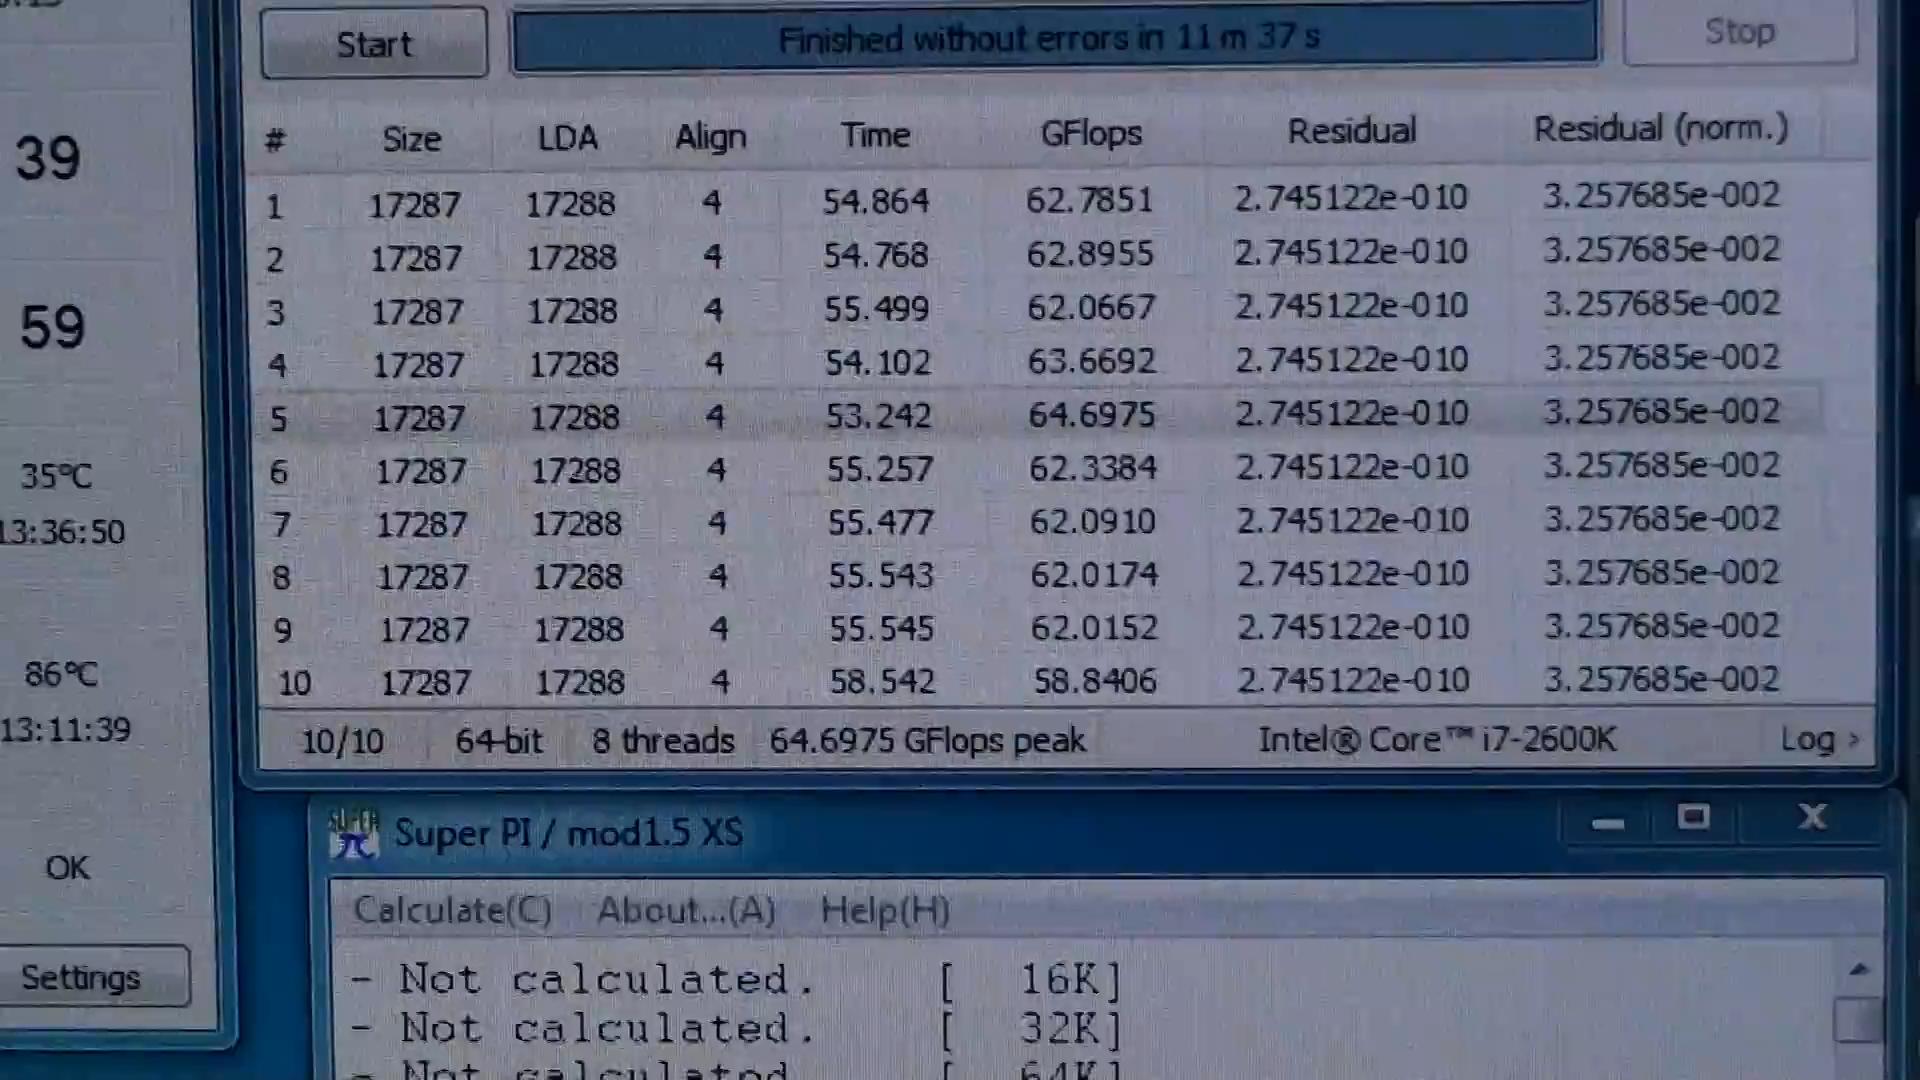 Start Finished without errors in 11 m 37 s Stop
# Size LDA Align Time GFlops Residual Residual (norm.)
1 17287 17288 4 54.864 62.7851 2.745122e-010 3.257685e-002
2 17287 17288 4 54.768 62.8955 2.745122e-010 3.257685e-002
3 17287 17288 4 55.499 62.0667 2.745122e-010 3.257685e-002
4 17287 17288 4 54.102 63.6692 2.745122e-010 3.257685e-002
5 17287 17288 4 53.242 64.6975 2.745122e-010 3.257685e-002
6 17287 17288 4 55.257 62.3384 2.745122e-010 3.257685e-002
7 17287 17288 4 55.477 62.0910 2.745122e-010 3.257685e-002
8 17287 17288 4 55.543 62.0174 2.745122e-010 3.257685e-002
9 17287 17288 4 55.545 62.0152 2.745122e-010 3.257685e-002
10 17287 17288 4 58.542 58.8406 2.745122e-010 3.257685e-002
10/10 64-bit 8 threads 64.6975 GFlops peak Intel® Core™ i7-2600K Log >
39
59
35°C
13:36:50
86°C
13:11:39
OK
Settings
SUPER π Super PI / mod1.5 XS
Calculate(C) About...(A) Help(H)
- Not calculated. [ 16K]
- Not calculated. [ 32K]
- Not calculated. [ 64K]